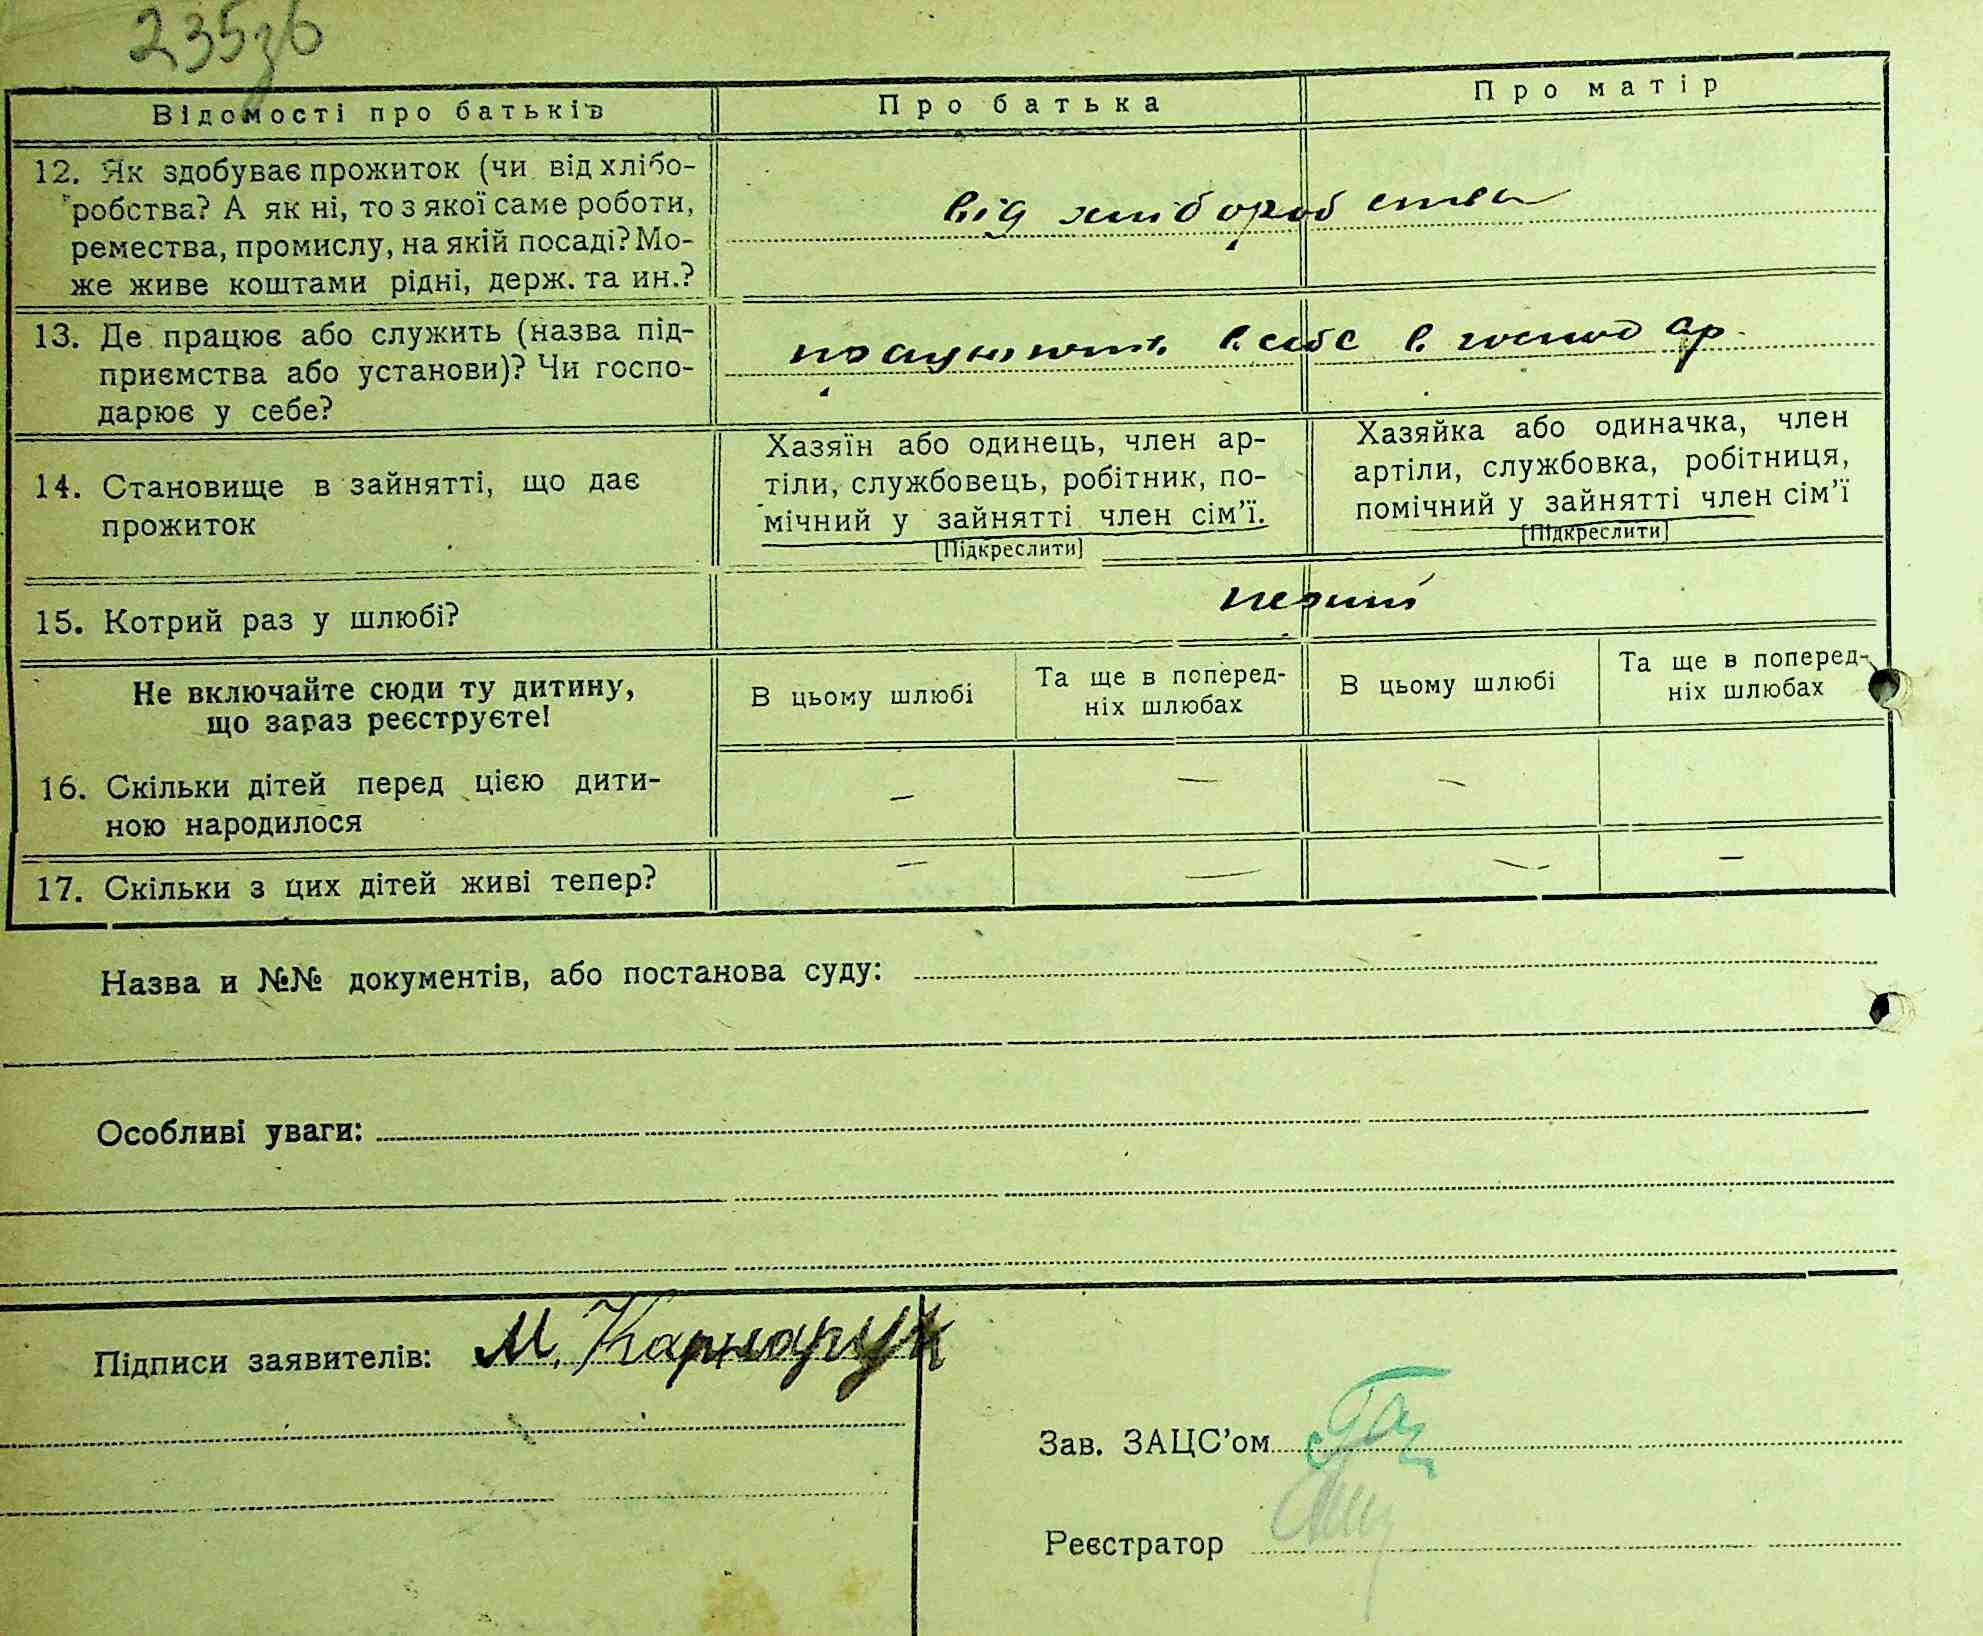 235зв
Відомості про батьків
Про батька
Про матір
12. Як здобуває прожиток (чи від хлібо-
робства? А як ні, то з якої саме роботи,
ремества, промислу, на якій посаді? Мо-
же живе коштами рідні, держ. та ин.?
від хліборобства
13. Де працює або служить (назва під-
приємства або установи)? Чи госпо-
дарює у себе?
працюють в себе в господар.
14. Становище в зайнятті, що дає
прожиток
Хазяїн або одинець, член ар-
тіли, службовець, робітник, по-
мічний у зайнятті член сім’ї.
[Підкреслити]
Хазяйка або одиначка, член
артіли, службовка, робітниця,
помічний у зайнятті член сім’ї
[Підкреслити]
15. Котрий раз у шлюбі?
перший
Не включайте сюди ту дитину,
що зараз реєструєте!
В цьому шлюбі
Та ще в поперед-
ніх шлюбах
В цьому шлюбі
Та ще в поперед-
ніх шлюбах
16. Скільки дітей перед цією дити-
ною народилося
— — —
17. Скільки з цих дітей живі тепер?
— — — —
Назва и №№ документів, або постанова суду:
Особливі уваги:
Підписи заявителів: М. Карнарук
Зав. ЗАЦС’ом
Реєстратор